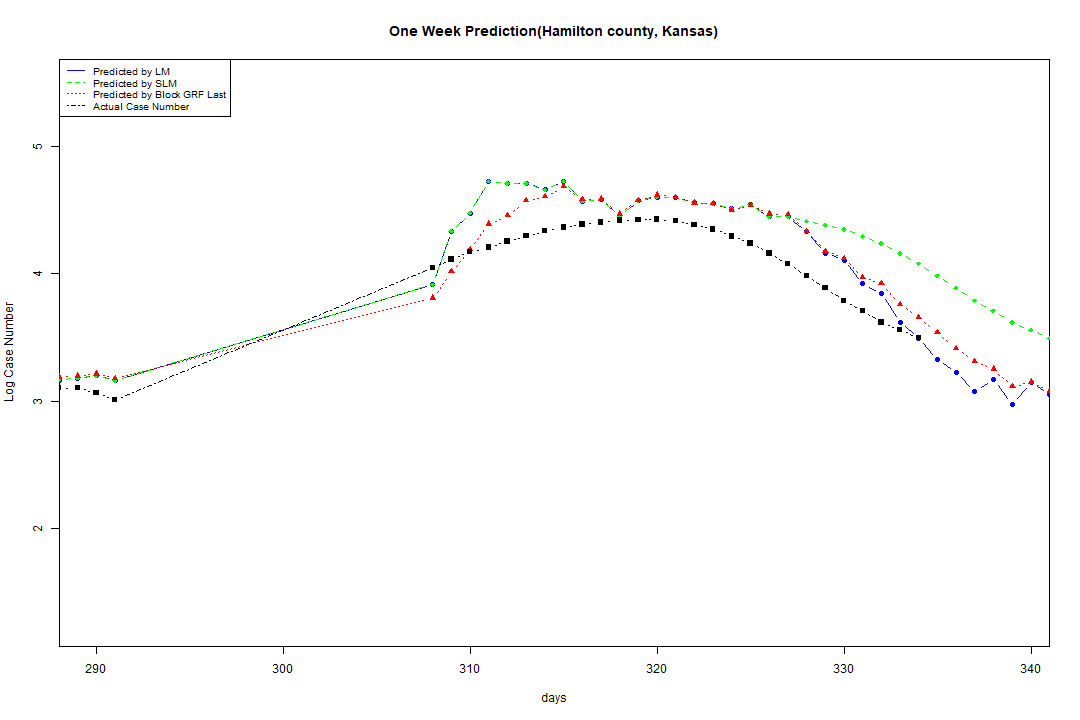 One Week Prediction(Hamilton county, Kansas)
Predicted by LM
Predicted by SLM
Predicted by Block GRF Last
Actual Case Number
5
4
3
2
Log Case Number
290 300 310 320 330 340
days